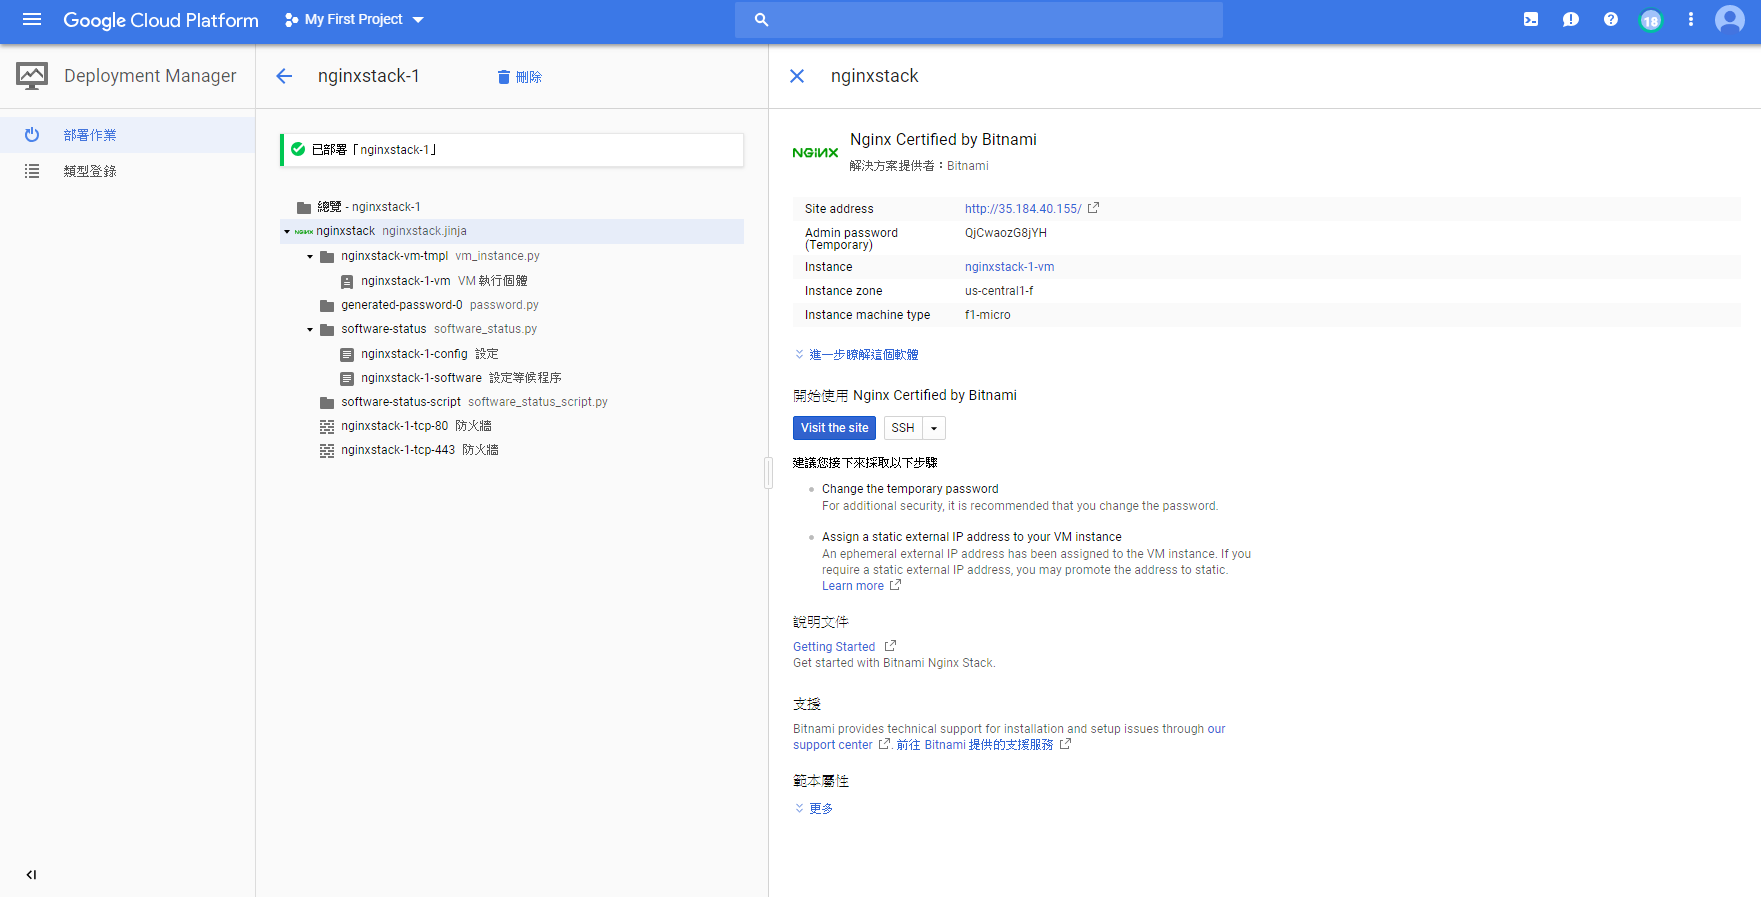 Google Cloud Platform
My First Project
18
Deployment Manager
nginxstack-1
刪除
nginxstack
部署作業
類型登錄
已部署「nginxstack-1」
總覽 - nginxstack-1
NGINX nginxstack nginxstack.jinja
nginxstack-vm-tmpl vm_instance.py
nginxstack-1-vm VM 執行個體
generated-password-0 password.py
software-status software_status.py
nginxstack-1-config 設定
nginxstack-1-software 設定等候程序
software-status-script software_status_script.py
nginxstack-1-tcp-80 防火牆
nginxstack-1-tcp-443 防火牆
NGINX
Nginx Certified by Bitnami
解決方案提供者：Bitnami
Site address http://35.184.40.155/
Admin password
(Temporary) QjCwaozG8jYH
Instance nginxstack-1-vm
Instance zone us-central1-f
Instance machine type f1-micro
進一步瞭解這個軟體
開始使用 Nginx Certified by Bitnami
Visit the site SSH
建議您接下來採取以下步驟
Change the temporary password
For additional security, it is recommended that you change the password.
Assign a static external IP address to your VM instance
An ephemeral external IP address has been assigned to the VM instance. If you
require a static external IP address, you may promote the address to static.
Learn more
說明文件
Getting Started
Get started with Bitnami Nginx Stack.
支援
Bitnami provides technical support for installation and setup issues through our
support center . 前往 Bitnami 提供的支援服務
範本屬性
更多